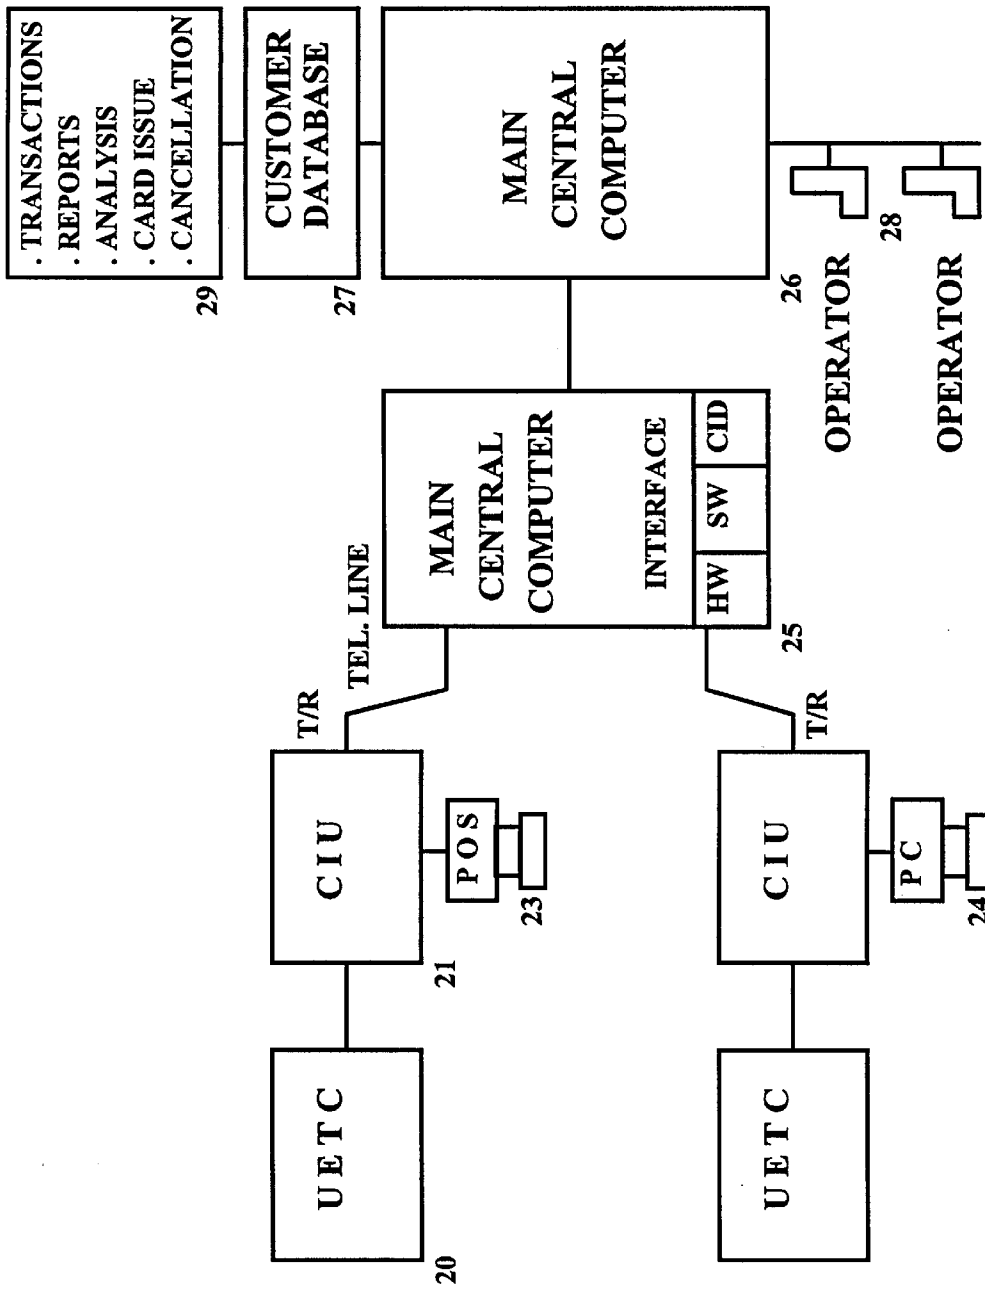 . TRANSACTIONS
. REPORTS
. ANALYSIS
. CARD ISSUE
. CANCELLATION
29
CUSTOMER
DATABASE
27
MAIN
CENTRAL
COMPUTER
26
OPERATOR
28
OPERATOR
MAIN
CENTRAL
COMPUTER
INTERFACE
HW
SW
CID
25
TEL. LINE
T/R
T/R
CIU
21
POS
23
CIU
PC
24
UETC
20
UETC